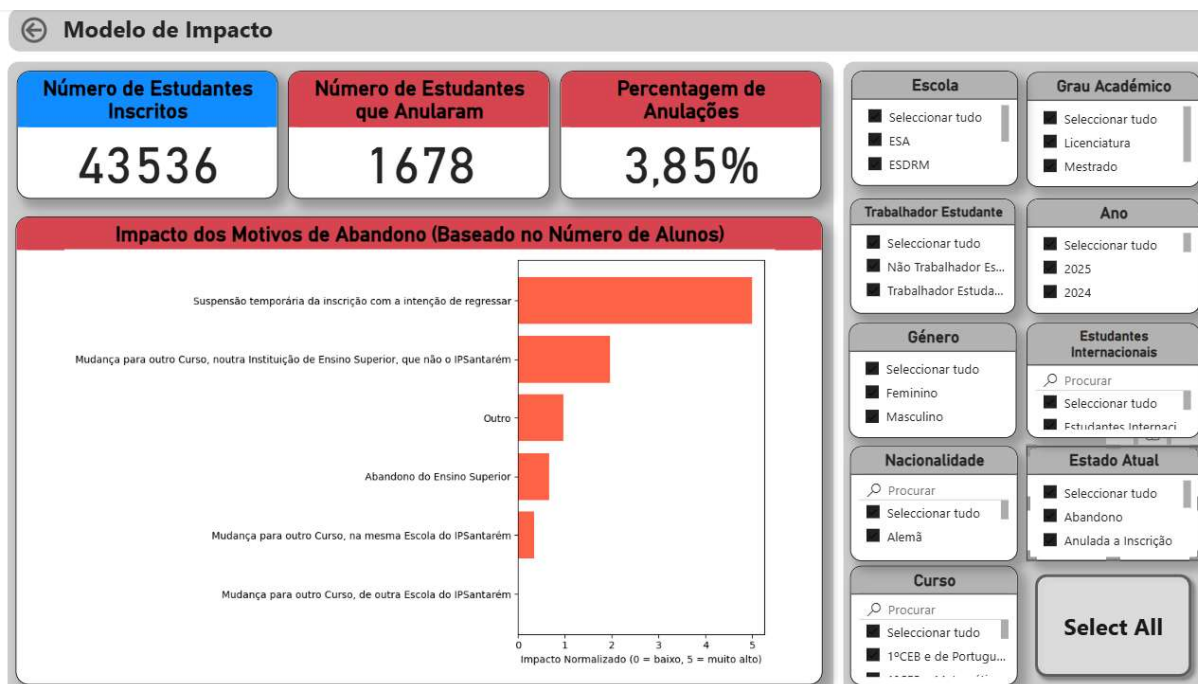 Modelo de Impacto
Número de Estudantes
Inscritos
43536
Número de Estudantes
que Anularam
1678
Percentagem de
Anulações
3,85%
Impacto dos Motivos de Abandono (Baseado no Número de Alunos)
Suspensão temporária da inscrição com a intenção de regressar
Mudança para outro Curso, noutra Instituição de Ensino Superior, que não o IPSantarém
Outro
Abandono do Ensino Superior
Mudança para outro Curso, na mesma Escola do IPSantarém
Mudança para outro Curso, de outra Escola do IPSantarém
0 1 2 3 4 5
Impacto Normalizado (0 = baixo, 5 = muito alto)
Escola
Seleccionar tudo
ESA
ESDRM
Grau Académico
Seleccionar tudo
Licenciatura
Mestrado
Trabalhador Estudante
Seleccionar tudo
Não Trabalhador Es...
Trabalhador Estuda...
Ano
Seleccionar tudo
2025
2024
Género
Seleccionar tudo
Feminino
Masculino
Estudantes
Internacionais
Procurar
Seleccionar tudo
Estudantes Internaci
Nacionalidade
Procurar
Seleccionar tudo
Alemã
Estado Atual
Seleccionar tudo
Abandono
Anulada a Inscrição
Curso
Procurar
Seleccionar tudo
1ºCEB e de Portugu...
Select All